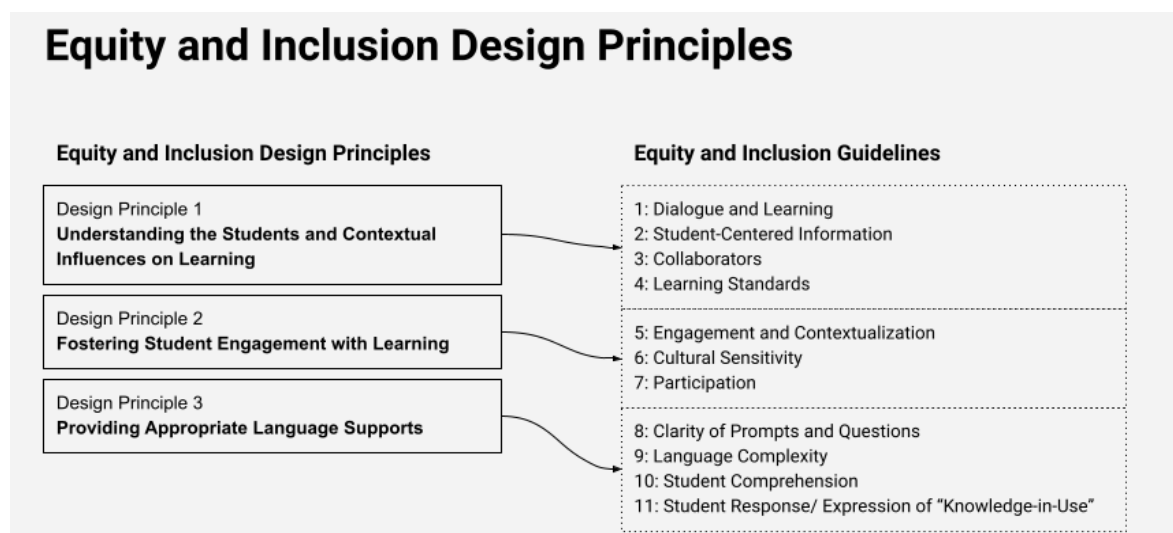 Equity and Inclusion Design Principles
Equity and Inclusion Design Principles
Design Principle 1
Understanding the Students and Contextual
Influences on Learning
Design Principle 2
Fostering Student Engagement with Learning
Design Principle 3
Providing Appropriate Language Supports
Equity and Inclusion Guidelines
1: Dialogue and Learning
2: Student-Centered Information
3: Collaborators
4: Learning Standards
5: Engagement and Contextualization
6: Cultural Sensitivity
7: Participation
8: Clarity of Prompts and Questions
9: Language Complexity
10: Student Comprehension
11: Student Response/ Expression of “Knowledge-in-Use”